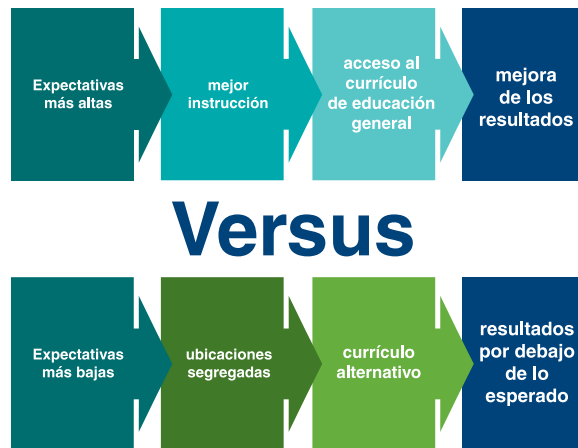 Expectativas
más altas
mejor
instrucción
acceso al
currículo
de educación
general
mejora
de los
resultados
Versus
Expectativas
más bajas
ubicaciones
segregadas
currículo
alternativo
resultados
por debajo
de lo
esperado